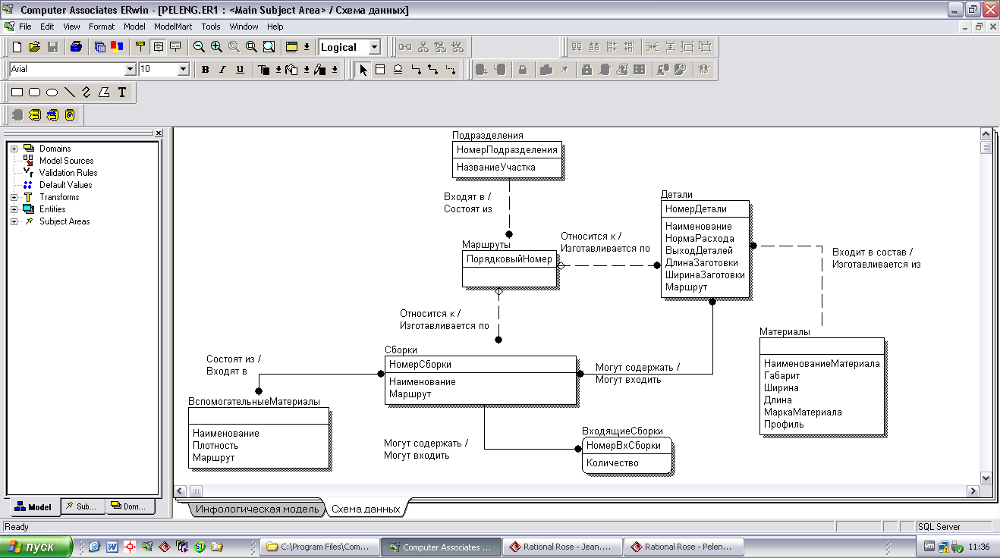 Computer Associates ERwin - [PELENG.ER1 : <Main Subject Area> / Схема данных]
File Edit View Format Model ModelMart Tools Window Help
Logical
Arial 10 B I U
T
Domains
Model Sources
Validation Rules
Default Values
Transforms
Entities
Subject Areas
Подразделения
НомерПодразделения
НазваниеУчастка
Входят в /
Состоят из
Маршруты
ПорядковыйНомер
Относится к /
Изготавливается по
Детали
НомерДетали
Наименование
НормаРасхода
ВыходДеталей
ДлинаЗаготовки
ШиринаЗаготовки
Маршрут
Входит в состав /
Изготавливается из
Материалы
НаименованиеМатериала
Габарит
Ширина
Длина
МаркаМатериала
Профиль
Относится к /
Изготавливается по
Сборки
НомерСборки
Наименование
Маршрут
Могут содержать /
Могут входить
Состоят из /
Входят в
ВспомогательныеМатериалы
Наименование
Плотность
Маршрут
Могут содержать /
Могут входить
ВходящиеСборки
НомерВхСборки
Количество
Model Sub... Dom...
Инфологическая модель Схема данных
Ready SQL Server
пуск C:\Program Files\Com... Computer Associates ... Rational Rose - Jean.... Rational Rose - Pelen... 11:36